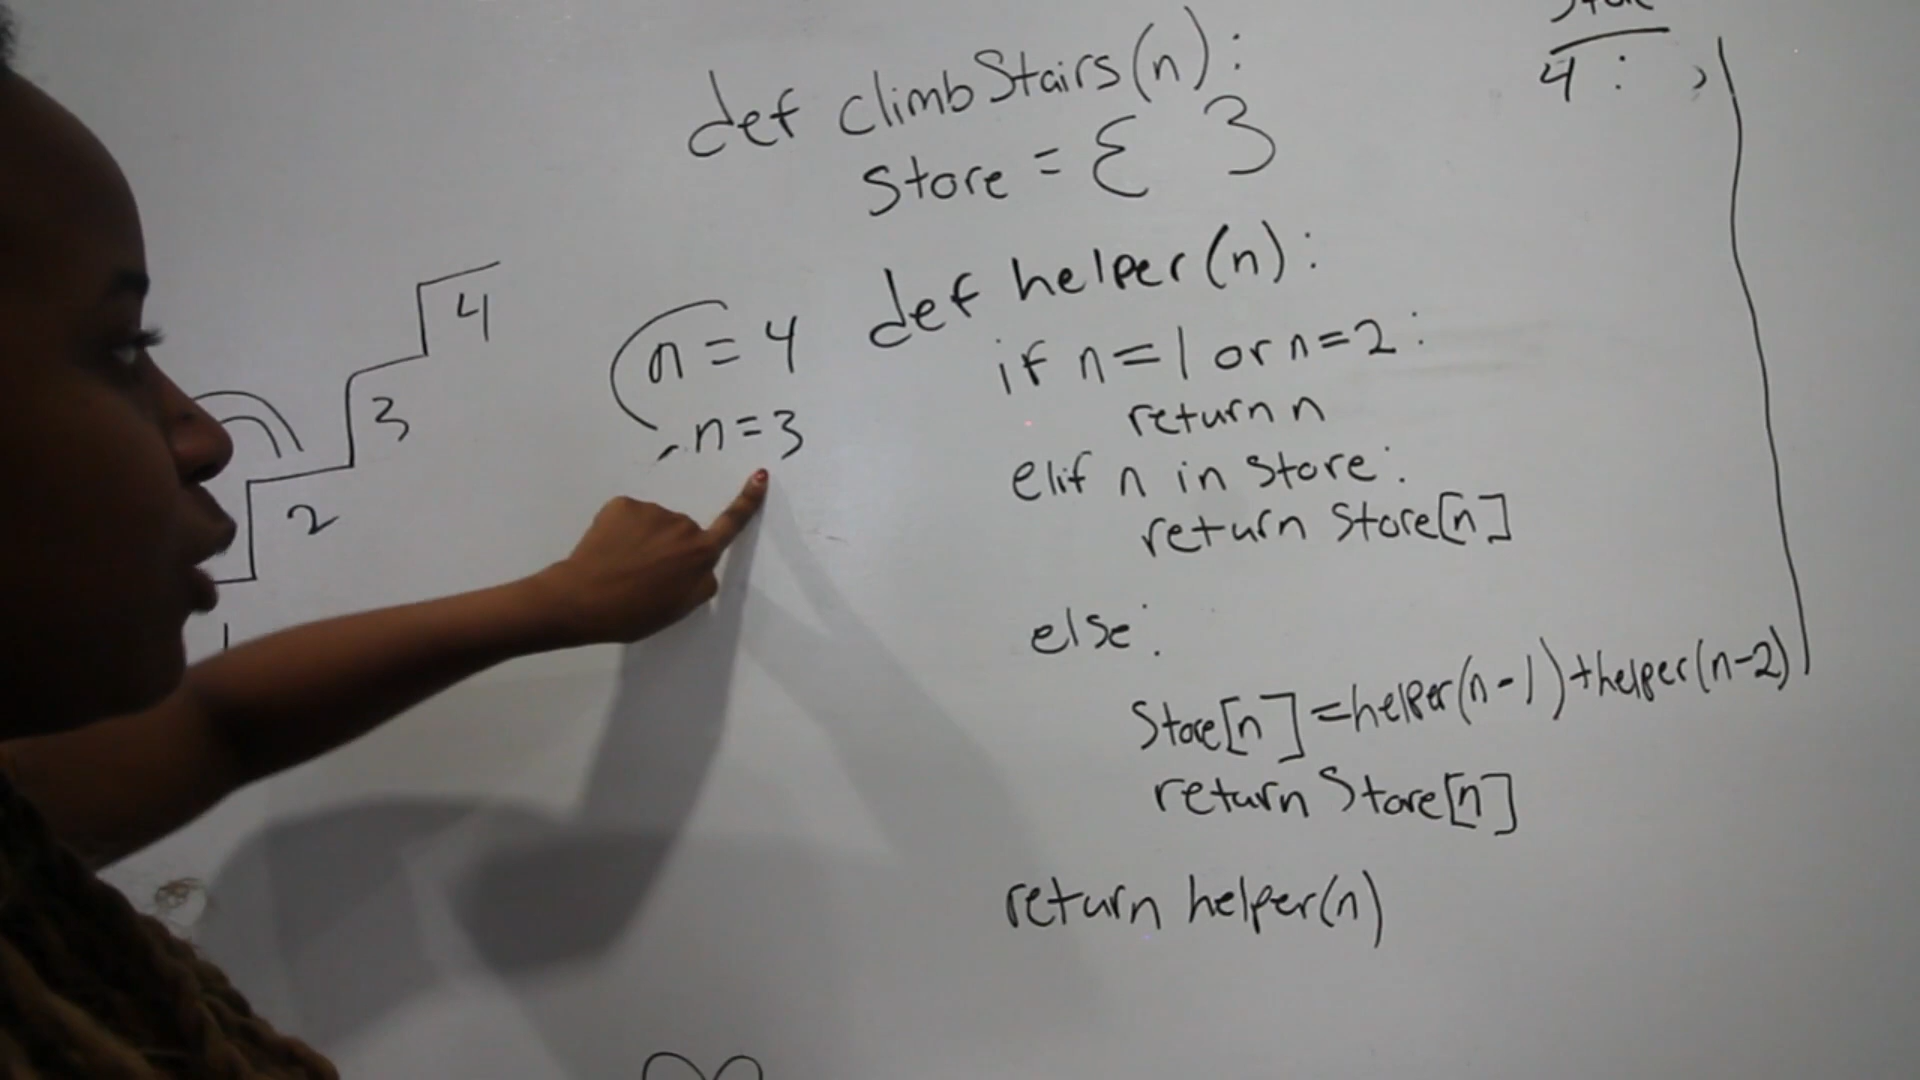 def climbStairs(n):
store = { }
def helper(n):
if n=1 or n=2:
return n
elif n in store:
return store[n]
else:
Store[n]=helper(n-1)+helper(n-2)
return Store[n]
return helper(n)
n=4
n=3
4
3
2
1
4: ,